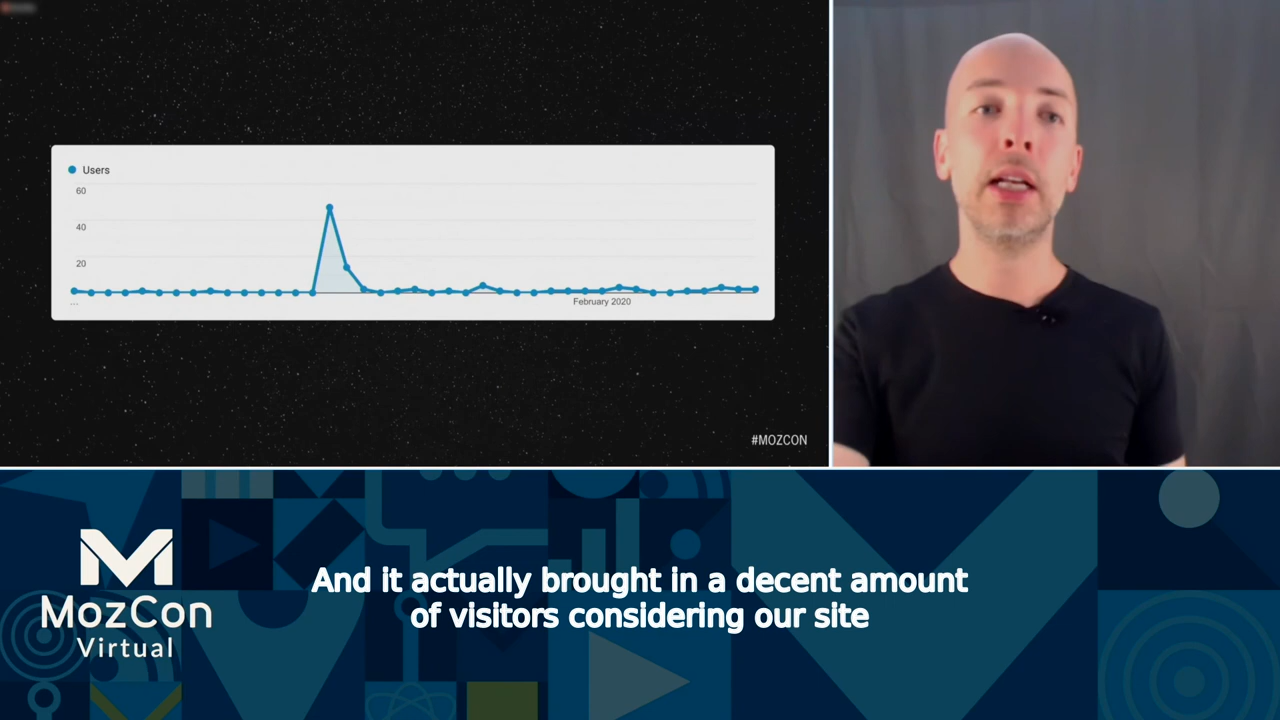 Users
60
40
20
...
February 2020
#MOZCON
MozCon
Virtual
And it actually brought in a decent amount
of visitors considering our site